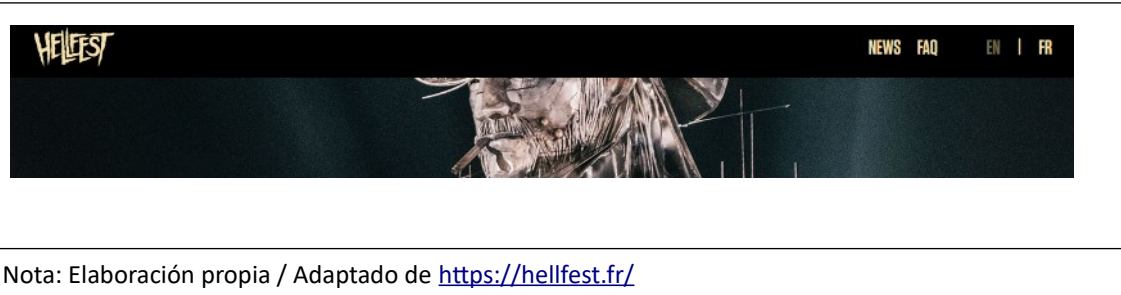 HELLFEST NEWS FAQ EN | FR
Nota: Elaboración propia / Adaptado de https://hellfest.fr/